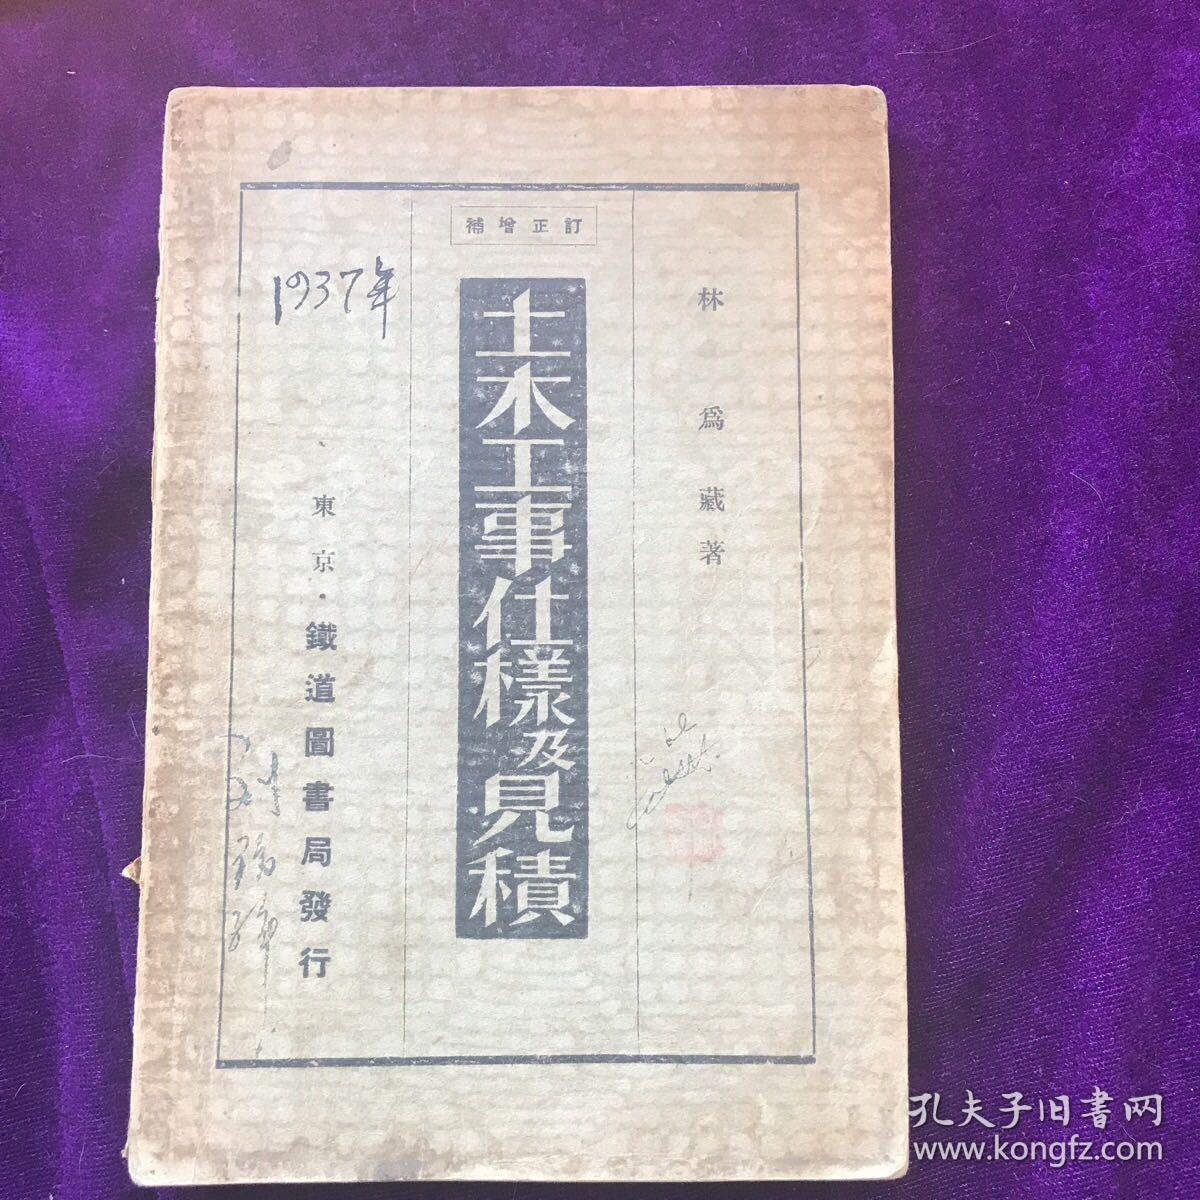 訂正增補
林爲藏著
土木工事仕樣及見積
東京・鐵道圖書局發行
1937年
孔夫子旧書网
www.kongfz.com